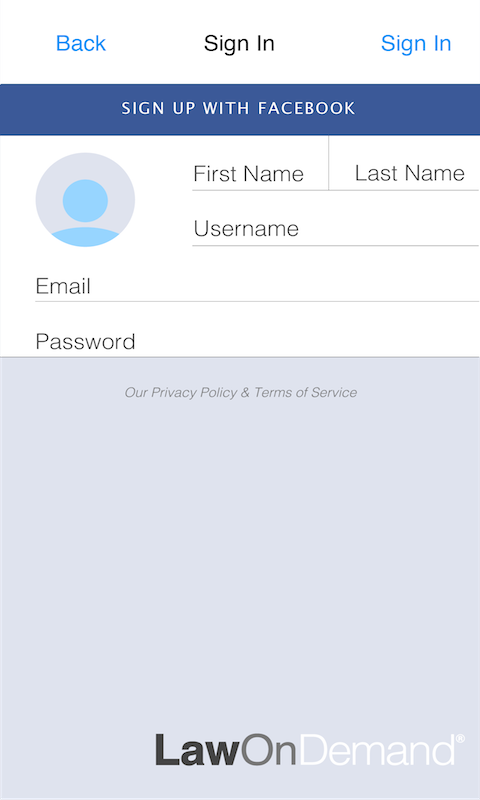 Back Sign In Sign In
SIGN UP WITH FACEBOOK
First Name Last Name
Username
Email
Password
Our Privacy Policy & Terms of Service
LawOnDemand®